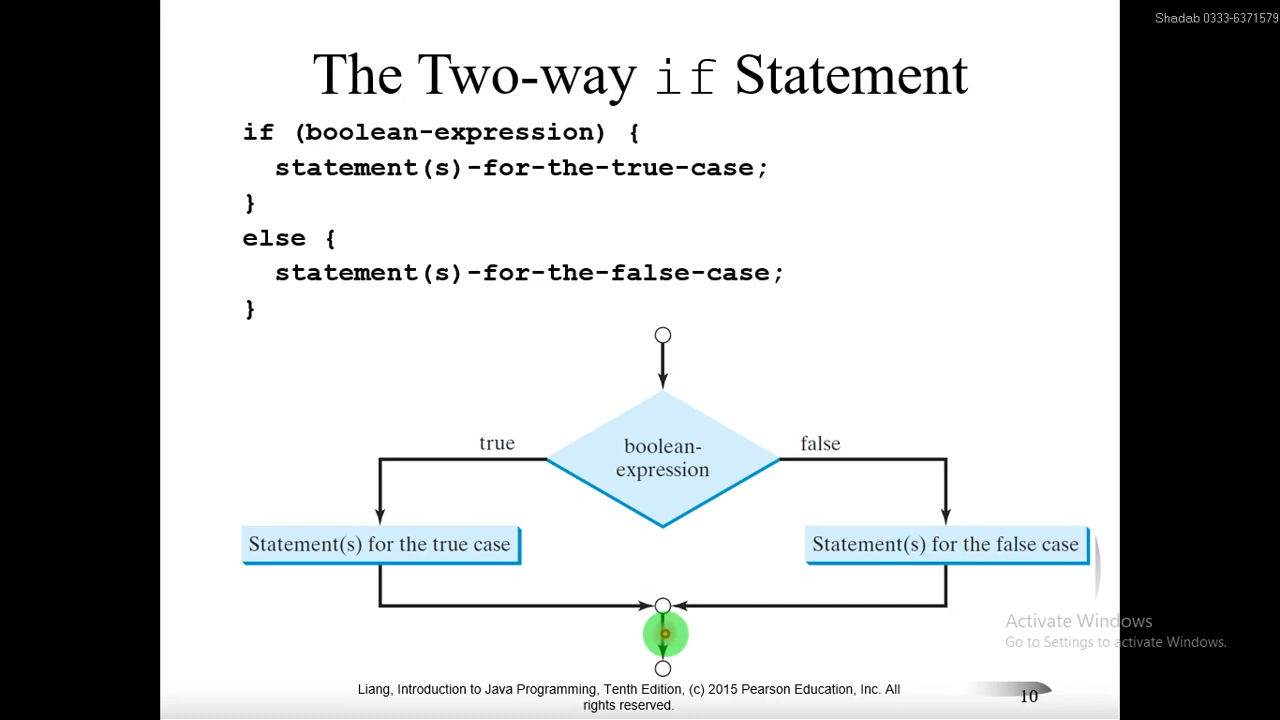 Shadab 0333-6371579
The Two-way if Statement
if (boolean-expression) {
statement(s)-for-the-true-case;
}
else {
statement(s)-for-the-false-case;
}
true
boolean-
expression
false
Statement(s) for the true case
Statement(s) for the false case
Activate Windows
Go to Settings to activate Windows.
Liang, Introduction to Java Programming, Tenth Edition, (c) 2015 Pearson Education, Inc. All
rights reserved.
10